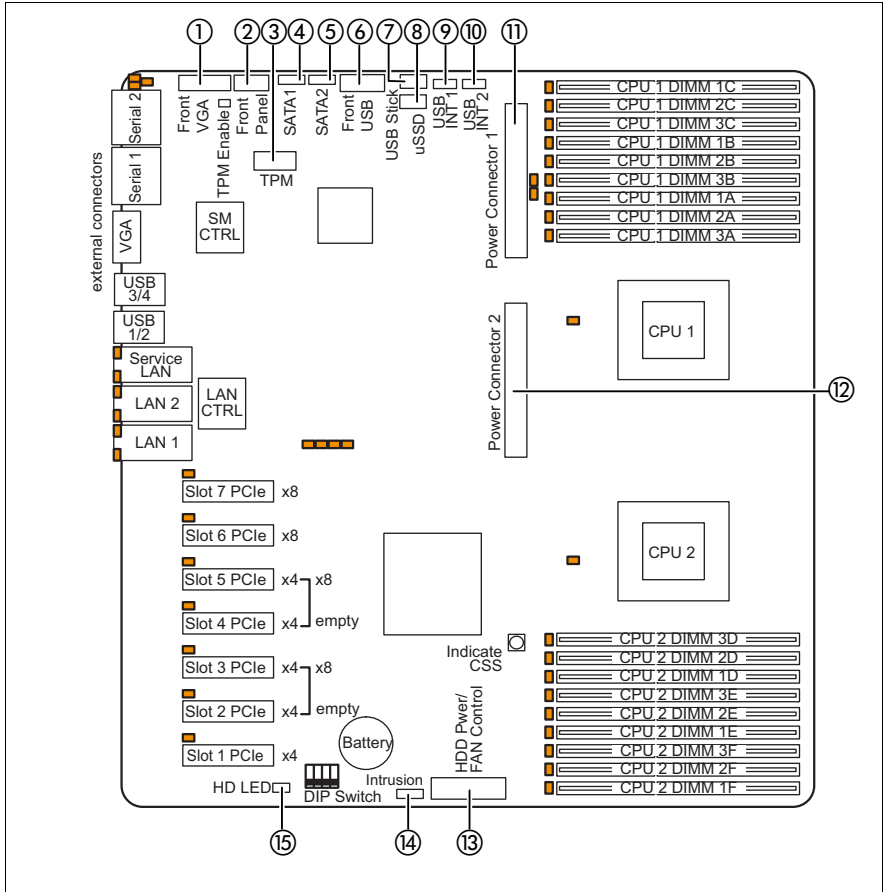 ① ② ③ ④ ⑤ ⑥ ⑦ ⑧ ⑨ ⑩ ⑪
external connectors
Serial 2
Serial 1
VGA
USB
3/4
USB
1/2
Service
LAN
LAN 2
LAN 1
Front
VGA
TPM Enable
Front
Panel
SATA1
SATA2
Front
USB
USB Stick
uSSD
USB
INT 1
USB
INT 2
TPM
SM
CTRL
LAN
CTRL
Power Connector 1
Power Connector 2
CPU 1 DIMM 1C
CPU 1 DIMM 2C
CPU 1 DIMM 3C
CPU 1 DIMM 1B
CPU 1 DIMM 2B
CPU 1 DIMM 3B
CPU 1 DIMM 1A
CPU 1 DIMM 2A
CPU 1 DIMM 3A
CPU 1
⑫
Slot 7 PCIe x8
Slot 6 PCIe x8
Slot 5 PCIe x4 x8
Slot 4 PCIe x4 empty
Slot 3 PCIe x4 x8
Slot 2 PCIe x4 empty
Slot 1 PCIe x4
CPU 2
Indicate
CSS
CPU 2 DIMM 3D
CPU 2 DIMM 2D
CPU 2 DIMM 1D
CPU 2 DIMM 3E
CPU 2 DIMM 2E
CPU 2 DIMM 1E
CPU 2 DIMM 3F
CPU 2 DIMM 2F
CPU 2 DIMM 1F
Battery
HDD Pwer/
FAN Control
HD LED
DIP Switch
Intrusion
⑮ ⑭ ⑬